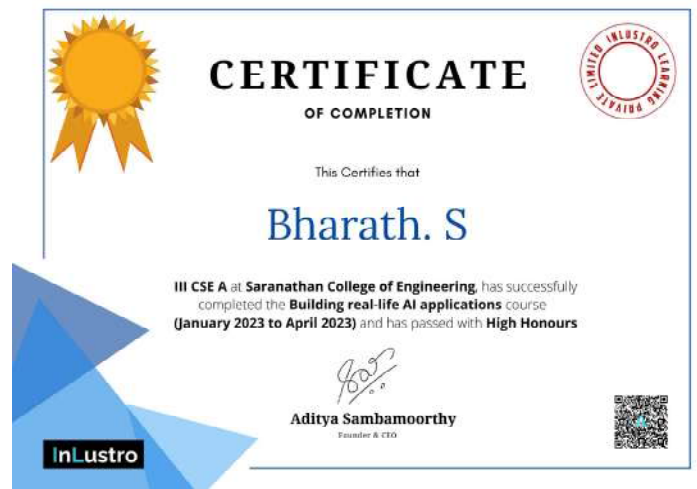 CERTIFICATE
OF COMPLETION
INLUSTRO LEARNING PRIVATE LIMITED
This Certifies that
Bharath. S
III CSE A at Saranathan College of Engineering, has successfully
completed the Building real-life AI applications course
(January 2023 to April 2023) and has passed with High Honours
Aditya Sambamoorthy
Founder & CEO
InLustro